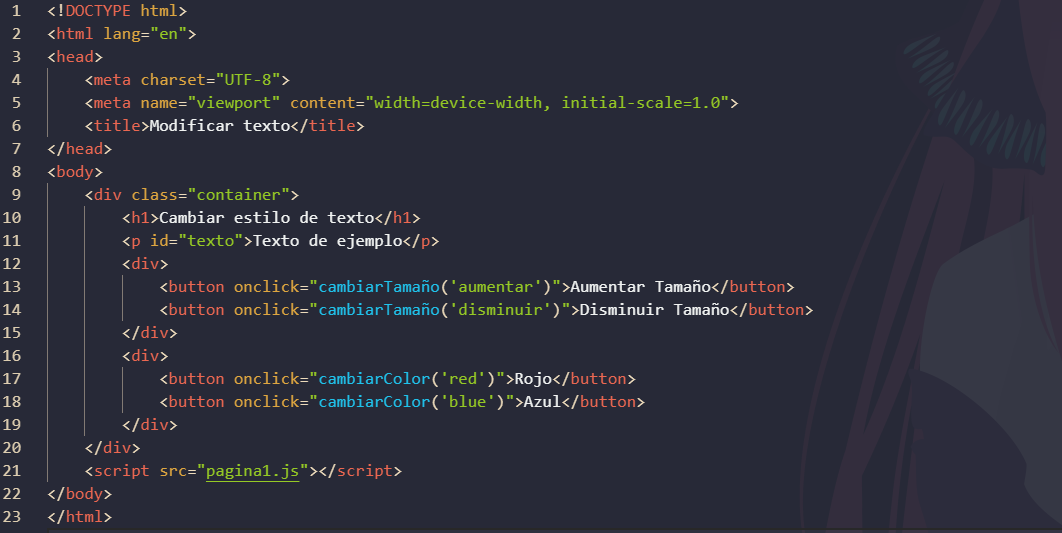 1 <!DOCTYPE html>
2 <html lang="en">
3 <head>
4     <meta charset="UTF-8">
5     <meta name="viewport" content="width=device-width, initial-scale=1.0">
6     <title>Modificar texto</title>
7 </head>
8 <body>
9     <div class="container">
10         <h1>Cambiar estilo de texto</h1>
11         <p id="texto">Texto de ejemplo</p>
12         <div>
13             <button onclick="cambiarTamaño('aumentar')">Aumentar Tamaño</button>
14             <button onclick="cambiarTamaño('disminuir')">Disminuir Tamaño</button>
15         </div>
16         <div>
17             <button onclick="cambiarColor('red')">Rojo</button>
18             <button onclick="cambiarColor('blue')">Azul</button>
19         </div>
20     </div>
21     <script src="pagina1.js"></script>
22 </body>
23 </html>